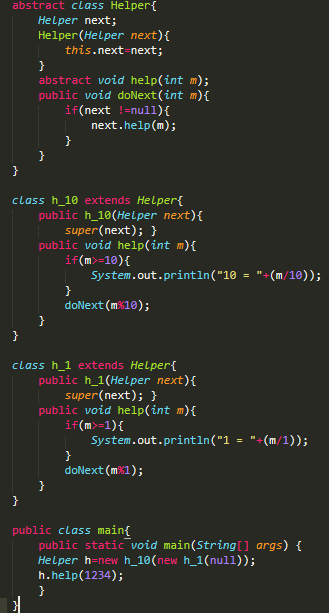 abstract class Helper{
Helper next;
Helper(Helper next){
this.next=next;
}
abstract void help(int m);
public void doNext(int m){
if(next !=null){
next.help(m);
}
}
}
class h_10 extends Helper{
public h_10(Helper next){
super(next); }
public void help(int m){
if(m>=10){
System.out.println("10 = "+(m/10));
}
doNext(m%10);
}
}
class h_1 extends Helper{
public h_1(Helper next){
super(next); }
public void help(int m){
if(m>=1){
System.out.println("1 = "+(m/1));
}
doNext(m%1);
}
}
public class main{
public static void main(String[] args) {
Helper h=new h_10(new h_1(null));
h.help(1234);
}
}